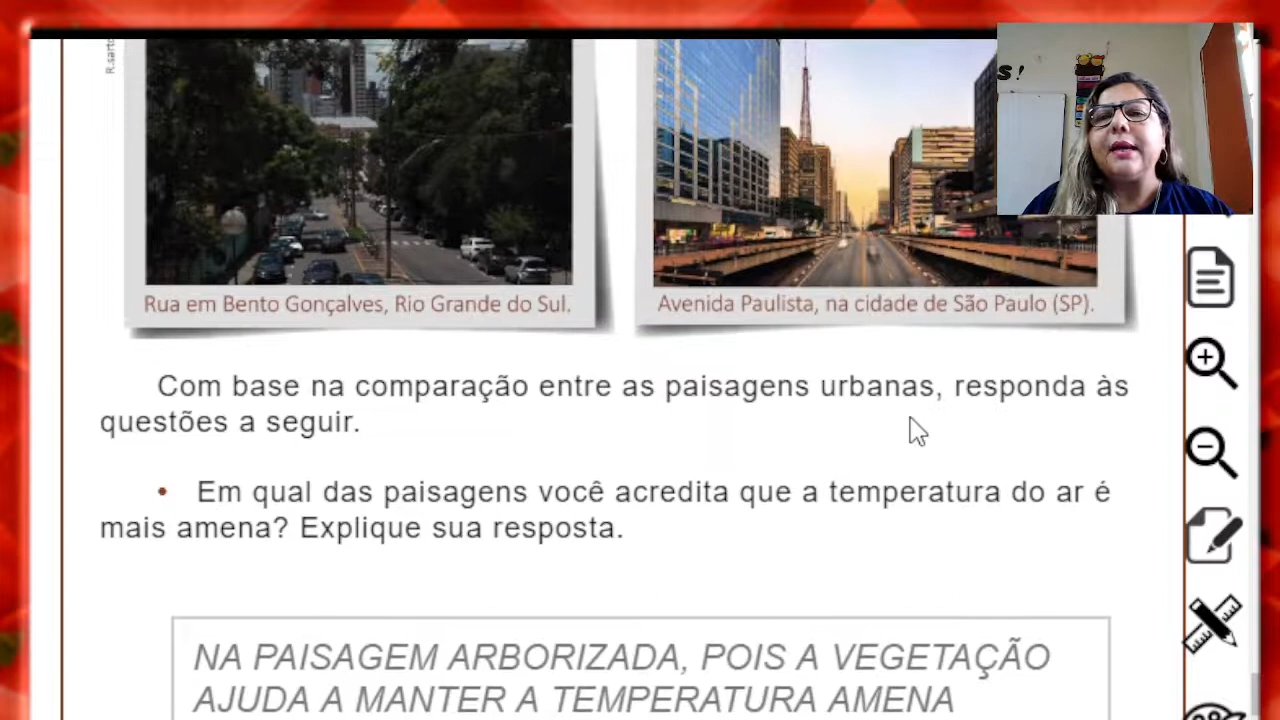 R.sarto
S!
Rua em Bento Gonçalves, Rio Grande do Sul.
Avenida Paulista, na cidade de São Paulo (SP).
Com base na comparação entre as paisagens urbanas, responda às
questões a seguir.
• Em qual das paisagens você acredita que a temperatura do ar é
mais amena? Explique sua resposta.
NA PAISAGEM ARBORIZADA, POIS A VEGETAÇÃO
AJUDA A MANTER A TEMPERATURA AMENA